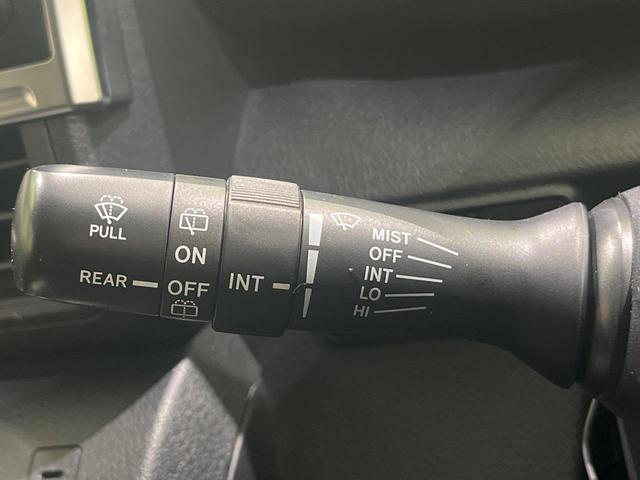 PULL
REAR
ON
OFF
INT
MIST
OFF
INT
LO
HI